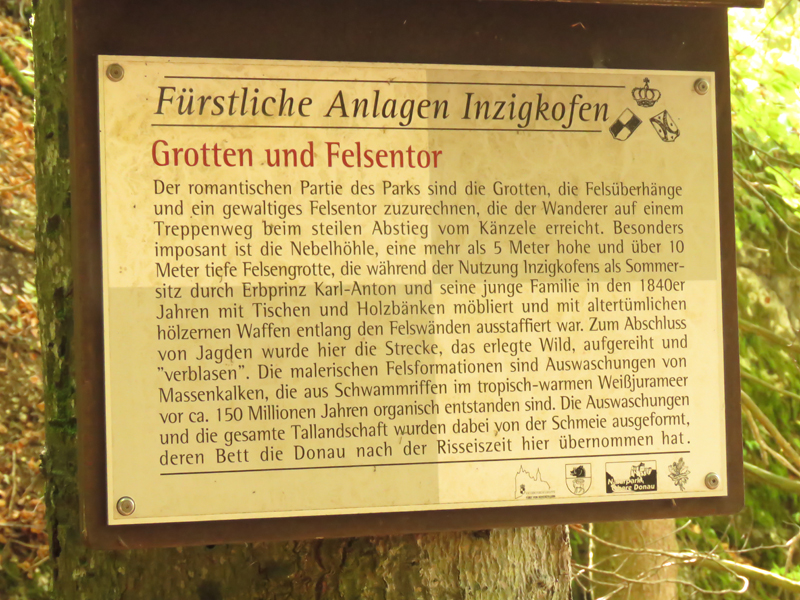 Fürstliche Anlagen Inzigkofen
Grotten und Felsentor
Der romantischen Partie des Parks sind die Grotten, die Felsüberhänge
und ein gewaltiges Felsentor zuzurechnen, die der Wanderer auf einem
Treppenweg beim steilen Abstieg vom Känzele erreicht. Besonders
imposant ist die Nebelhöhle, eine mehr als 5 Meter hohe und über 10
Meter tiefe Felsengrotte, die während der Nutzung Inzigkofens als Sommer-
sitz durch Erbprinz Karl-Anton und seine junge Familie in den 1840er
Jahren mit Tischen und Holzbänken möbliert und mit altertümlichen
hölzernen Waffen entlang den Felswänden ausstaffiert war. Zum Abschluss
von Jagden wurde hier die Strecke, das erlegte Wild, aufgereiht und
"verblasen". Die malerischen Felsformationen sind Auswaschungen von
Massenkalken, die aus Schwammriffen im tropisch-warmen Weißjurameer
vor ca. 150 Millionen Jahren organisch entstanden sind. Die Auswaschungen
und die gesamte Tallandschaft wurden dabei von der Schmeie ausgeformt,
deren Bett die Donau nach der Risseiszeit hier übernommen hat.
Naturpark
Obere Donau